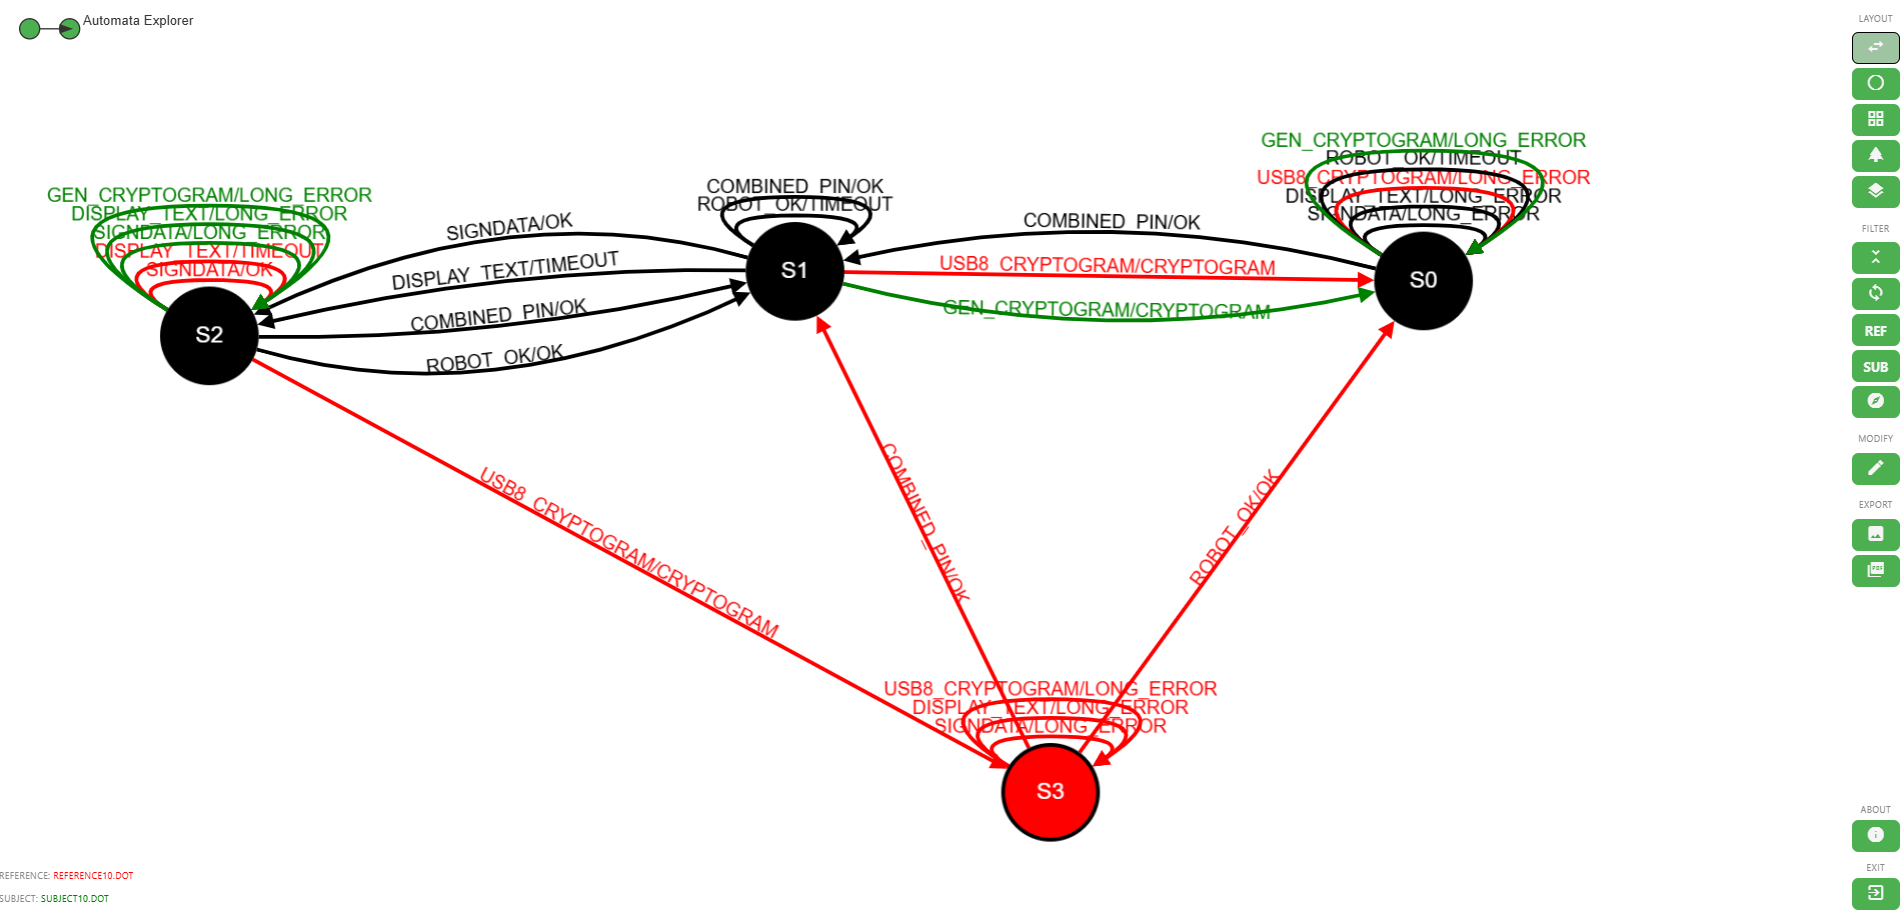 Automata Explorer
LAYOUT
GEN_CRYPTOGRAM/LONG_ERROR
ROBOT_OK/TIMEOUT
USB8_CRYPTOGRAM/LONG_ERROR
DISPLAY_TEXT/LONG_ERROR
SIGNDATA/LONG_ERROR
S0
COMBINED_PIN/OK
ROBOT_OK/TIMEOUT
S1
GEN_CRYPTOGRAM/LONG_ERROR
DISPLAY_TEXT/LONG_ERROR
SIGNDATA/LONG_ERROR
DISPLAY_TEXT/TIMEOUT
SIGNDATA/OK
S2
SIGNDATA/OK
DISPLAY_TEXT/TIMEOUT
COMBINED_PIN/OK
ROBOT_OK/OK
COMBINED_PIN/OK
USB8_CRYPTOGRAM/CRYPTOGRAM
GEN_CRYPTOGRAM/CRYPTOGRAM
FILTER
REF
SUB
MODIFY
EXPORT
PDF
USB8_CRYPTOGRAM/CRYPTOGRAM
COMBINED_PIN/OK
ROBOT_OK/OK
USB8_CRYPTOGRAM/LONG_ERROR
DISPLAY_TEXT/LONG_ERROR
SIGNDATA/LONG_ERROR
S3
ABOUT
EXIT
REFERENCE: REFERENCE10.DOT
SUBJECT: SUBJECT10.DOT